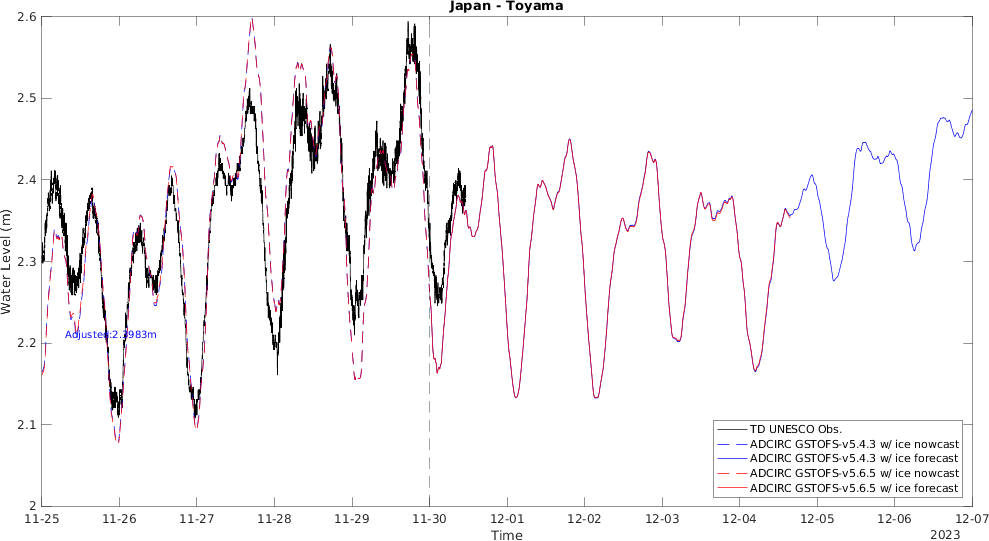 Japan - Toyama
2.6
2.5
2.4
2.3
2.2
2.1
2
Water Level (m)
TD UNESCO Obs.
ADCIRC GSTOFS-v5.4.3 w/ ice nowcast
ADCIRC GSTOFS-v5.4.3 w/ ice forecast
ADCIRC GSTOFS-v5.6.5 w/ ice nowcast
ADCIRC GSTOFS-v5.6.5 w/ ice forecast
11-25 11-26 11-27 11-28 11-29 11-30 12-01 12-02 12-03 12-04 12-05 12-06 12-07
Time
2023